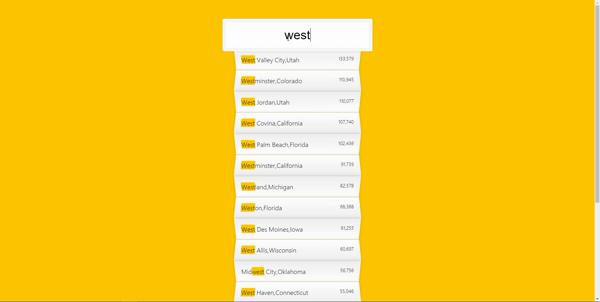 west
West Valley City,Utah 133,579
Westminster,Colorado 110,945
West Jordan,Utah 110,077
West Covina,California 107,740
West Palm Beach,Florida 102,436
Westminster,California 91,739
Westland,Michigan 82,578
Weston,Florida 68,388
West Des Moines,Iowa 61,255
West Allis,Wisconsin 60,697
Midwest City,Oklahoma 56,756
West Haven,Connecticut 55,046